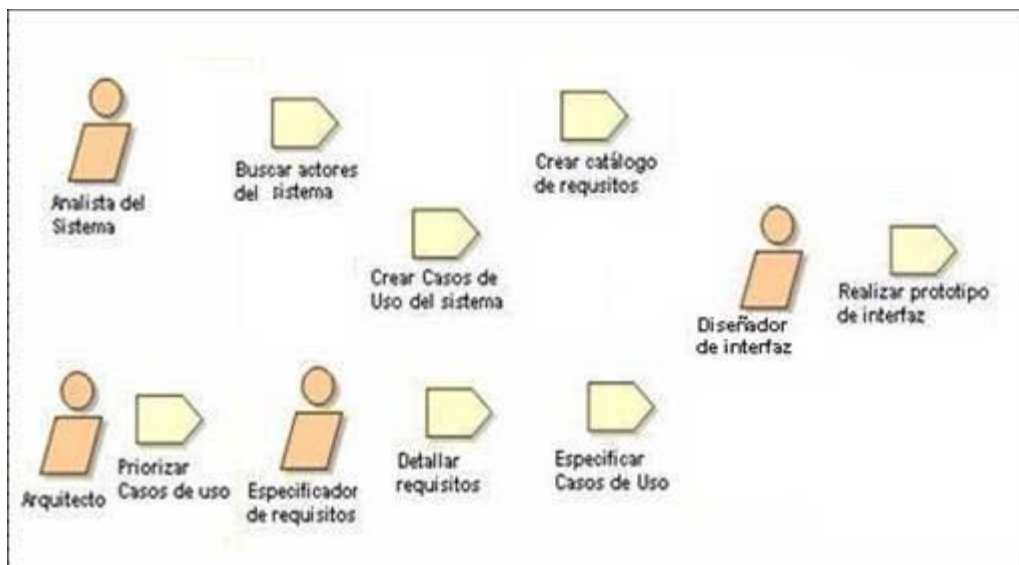 Analista del
Sistema
Buscar actores
del sistema
Crear catálogo
de requsitos
Crear Casos de
Uso del sistema
Diseñador
de interfaz
Realizar prototipo
de interfaz
Arquitecto
Priorizar
Casos de uso
Especificador
de requisitos
Detallar
requisitos
Especificar
Casos de Uso